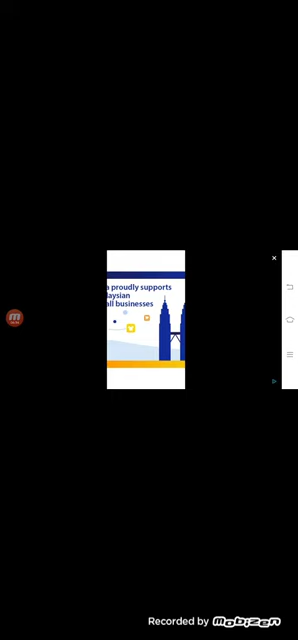 a proudly supports
laysian
all businesses
Recorded by mobizen